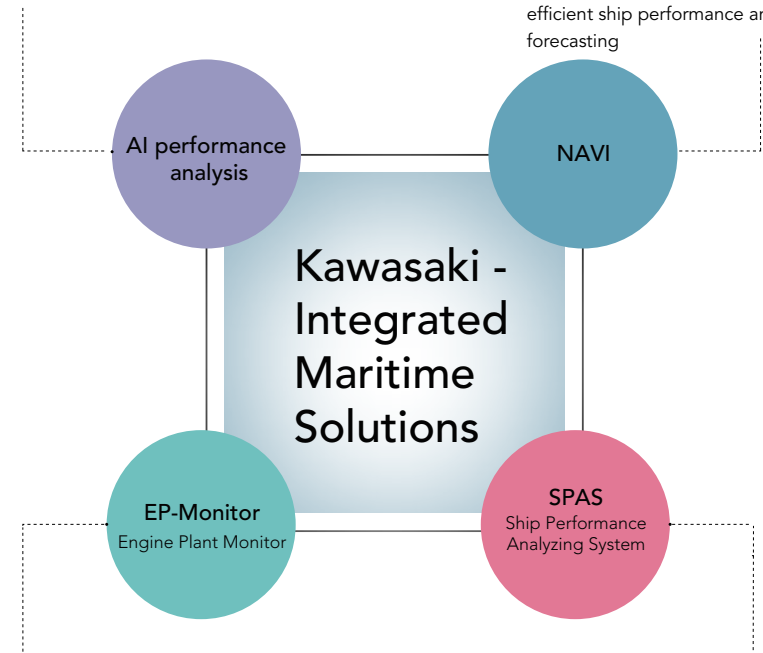 efficient ship performance
forecasting
AI performance
analysis
NAVI
Kawasaki -
Integrated
Maritime
Solutions
EP-Monitor
Engine Plant Monitor
SPAS
Ship Performance
Analyzing System